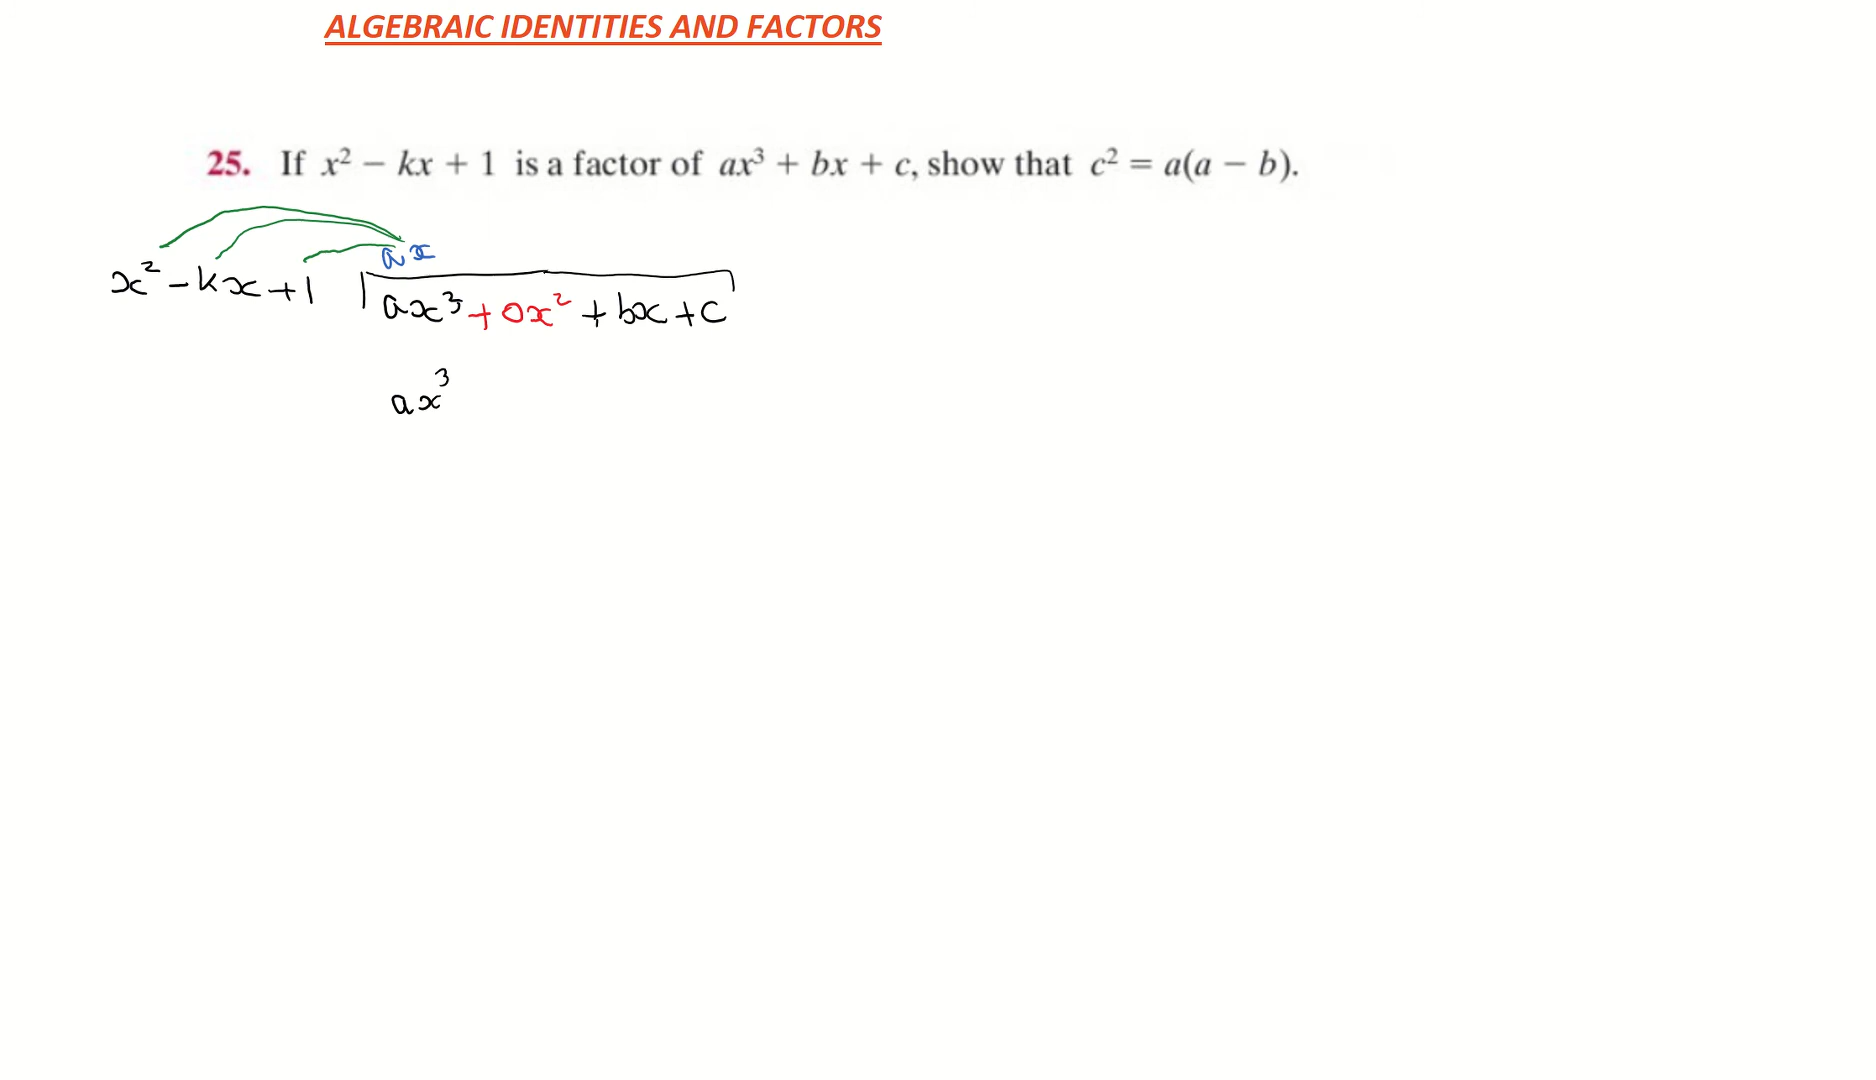 ALGEBRAIC IDENTITIES AND FACTORS
25. If x² − kx + 1 is a factor of ax³ + bx + c, show that c² = a(a − b).
ax
x² - kx + 1 ax³ + 0x² + bx + c
ax³